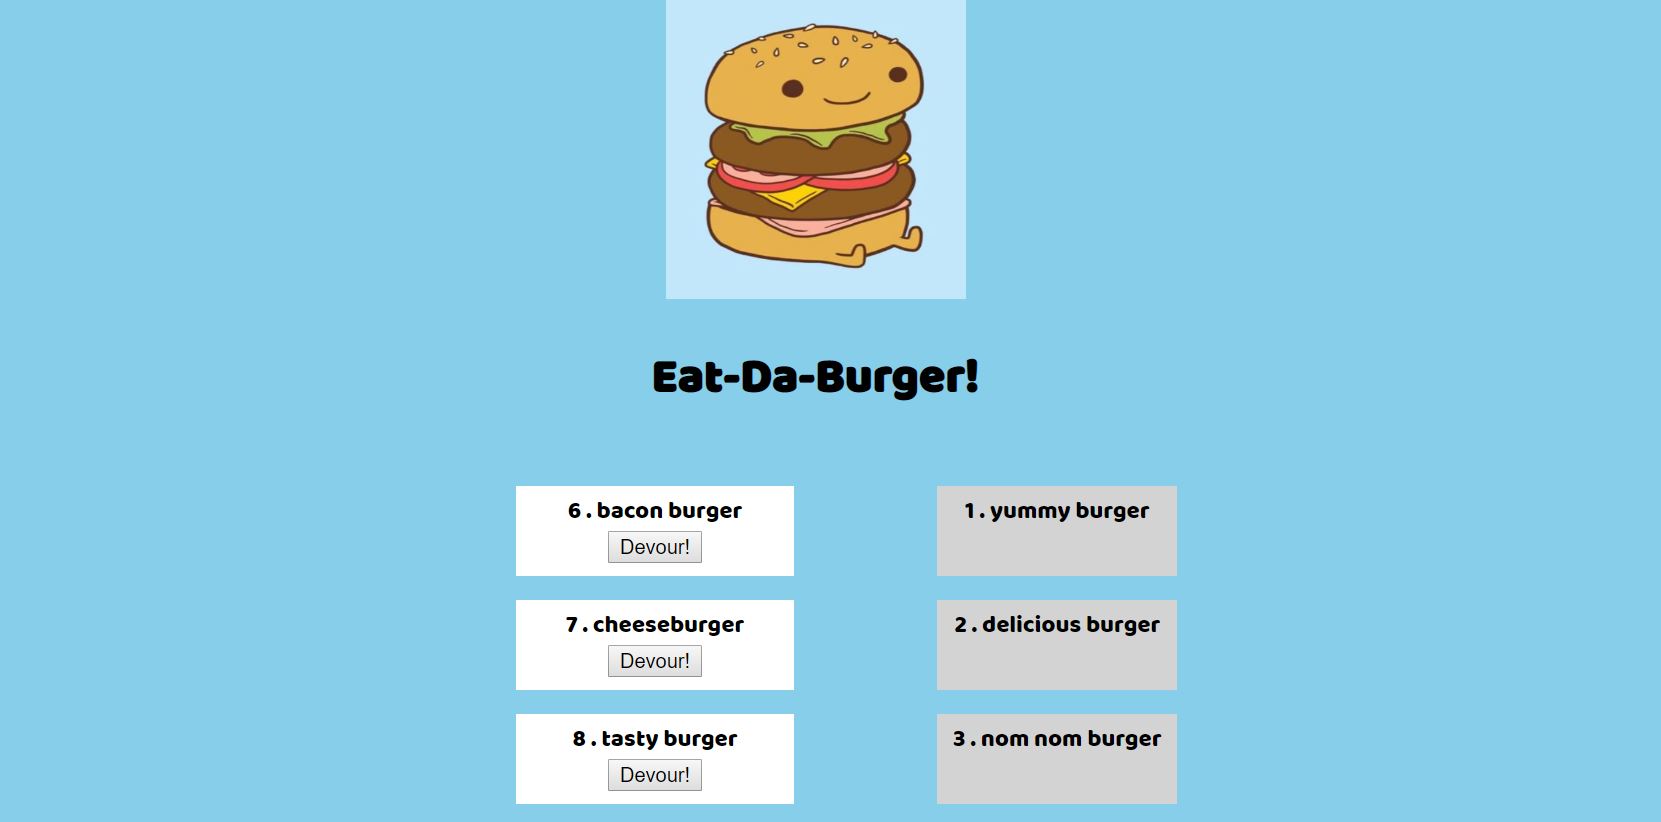 Eat-Da-Burger!
6 . bacon burger
Devour!
7 . cheeseburger
Devour!
8 . tasty burger
Devour!
1 . yummy burger
2 . delicious burger
3 . nom nom burger